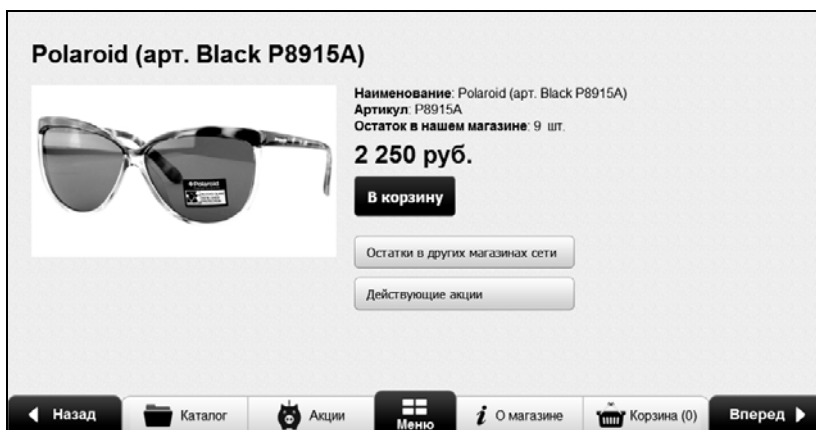 Polaroid (арт. Black P8915A)
Polaroid
Наименование: Polaroid (арт. Black P8915A)
Артикул: P8915A
Остаток в нашем магазине: 9 шт.
2 250 руб.
В корзину
Остатки в других магазинах сети
Действующие акции
Назад
Каталог
Акции
Меню
О магазине
Корзина (0)
Вперед